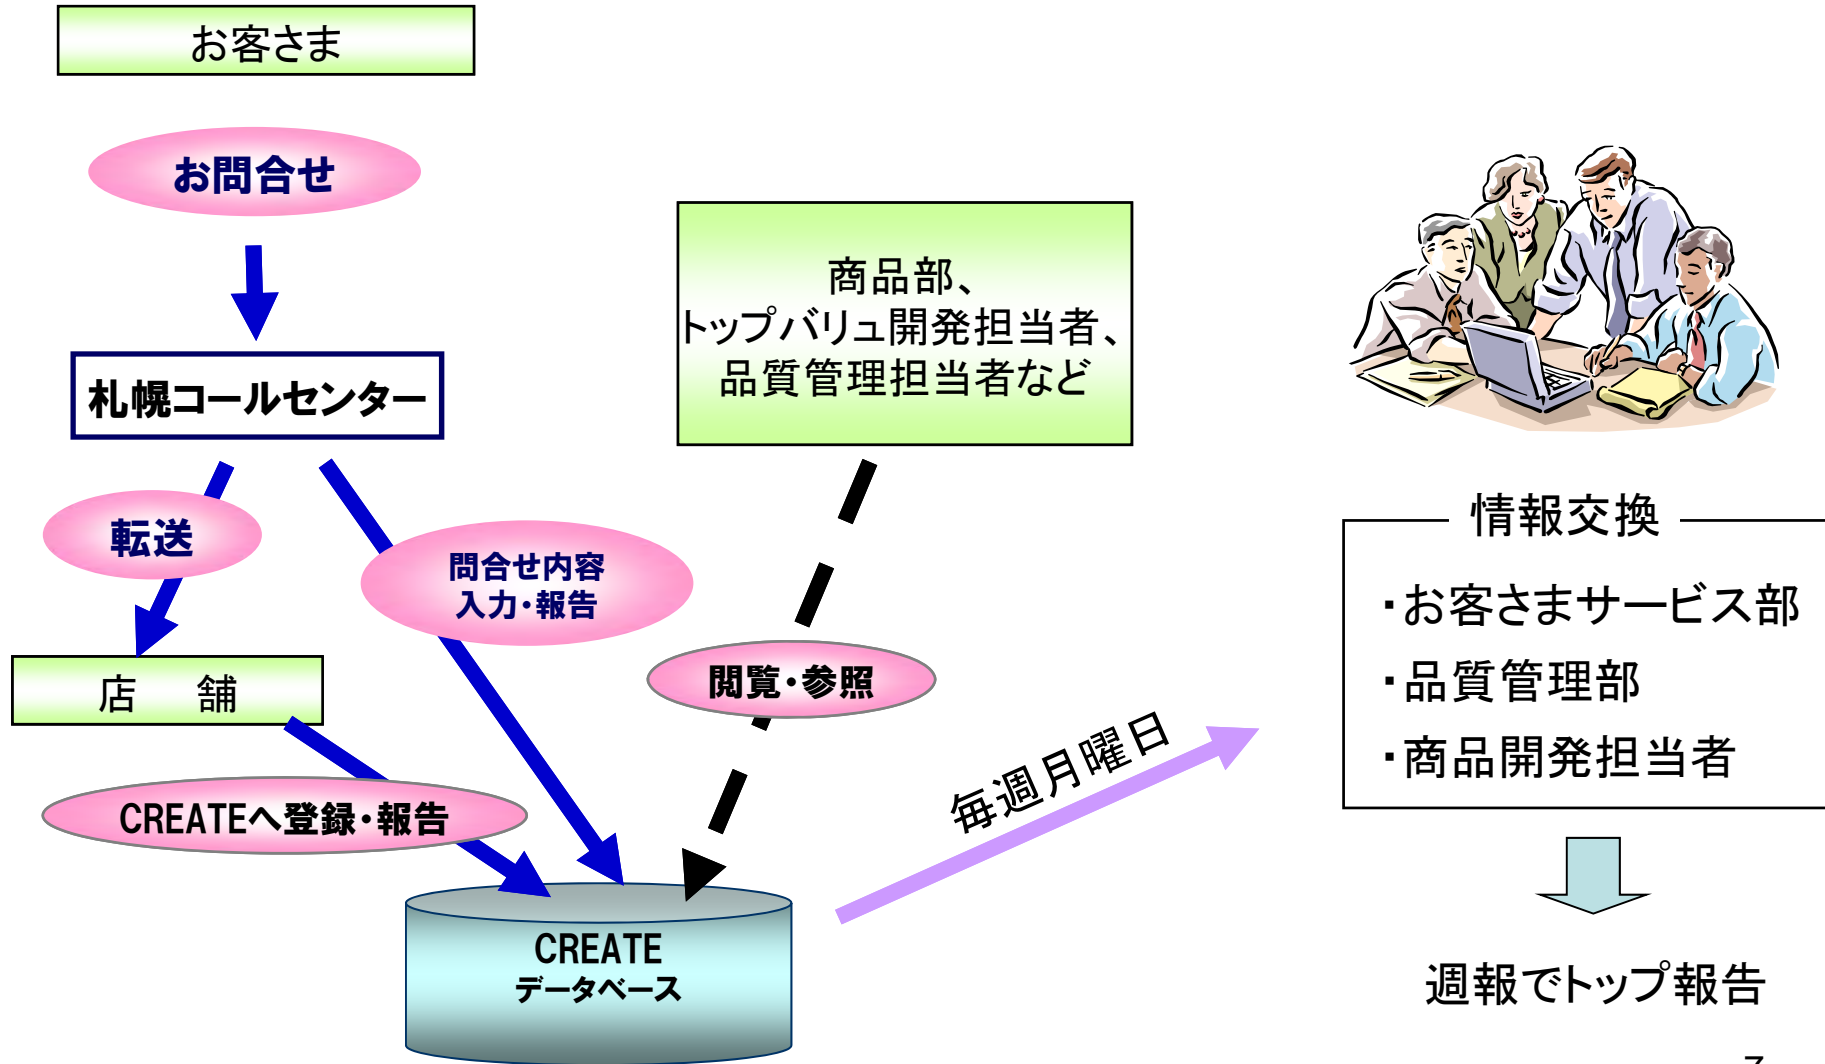 お客さま
お問合せ
札幌コールセンター
転送
問合せ内容
入力・報告
店　舗
CREATEへ登録・報告
商品部、
トップバリュ開発担当者、
品質管理担当者など
閲覧・参照
CREATE
データベース
毎週月曜日
情報交換
・お客さまサービス部
・品質管理部
・商品開発担当者
週報でトップ報告